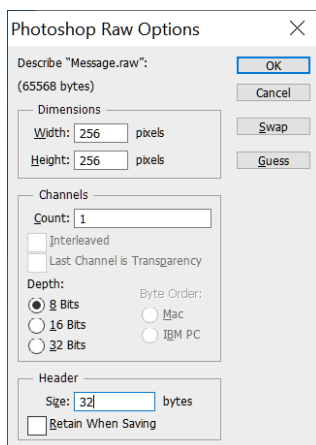 Photoshop Raw Options
Describe “Message.raw”:
(65568 bytes)
OK
Cancel
Swap
Guess
Dimensions
Width: 256 pixels
Height: 256 pixels
Channels
Count: 1
Interleaved
Last Channel is Transparency
Depth:
8 Bits
16 Bits
32 Bits
Byte Order:
Mac
IBM PC
Header
Size: 32 bytes
Retain When Saving